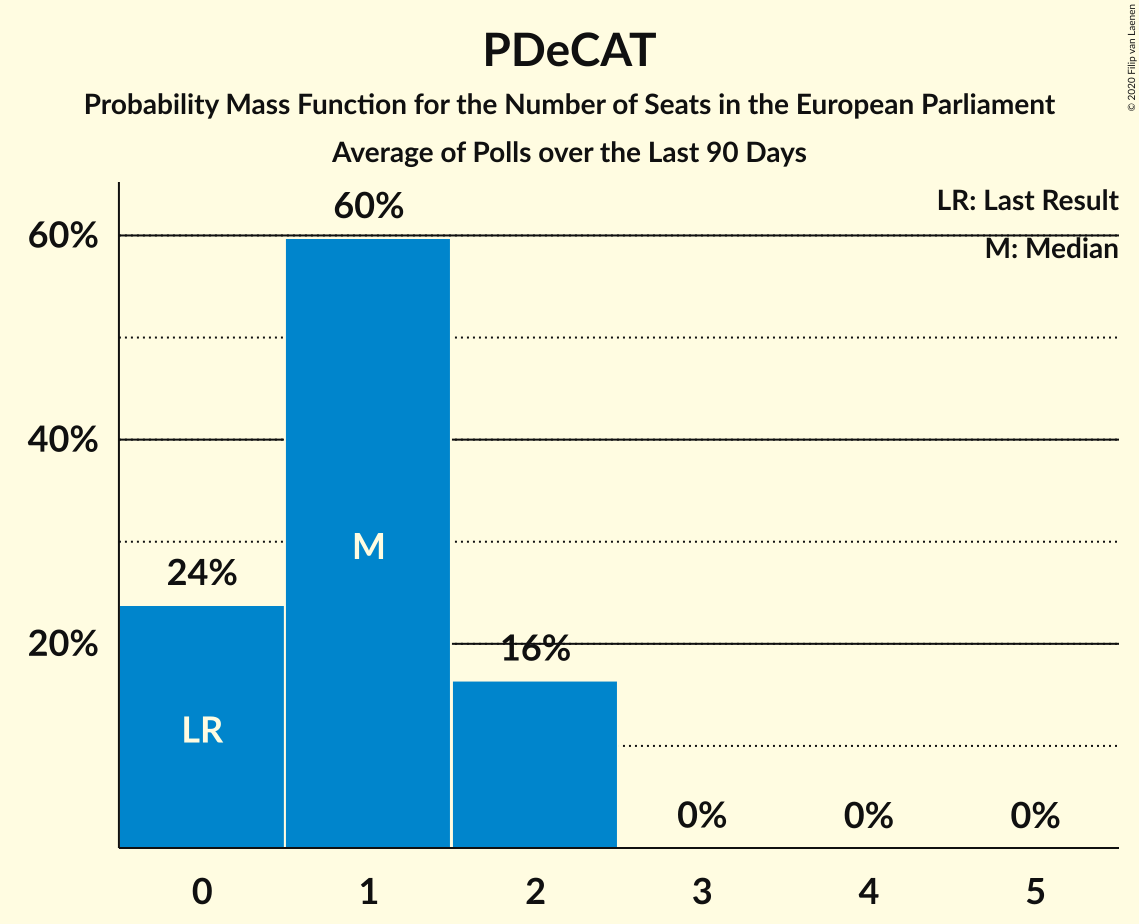 PDeCAT
Probability Mass Function for the Number of Seats in the European Parliament
Average of Polls over the Last 90 Days
© 2020 Filip van Laenen
LR: Last Result
M: Median
60%
40%
20%
24%
60%
16%
0%
0%
0%
LR
M
0
1
2
3
4
5